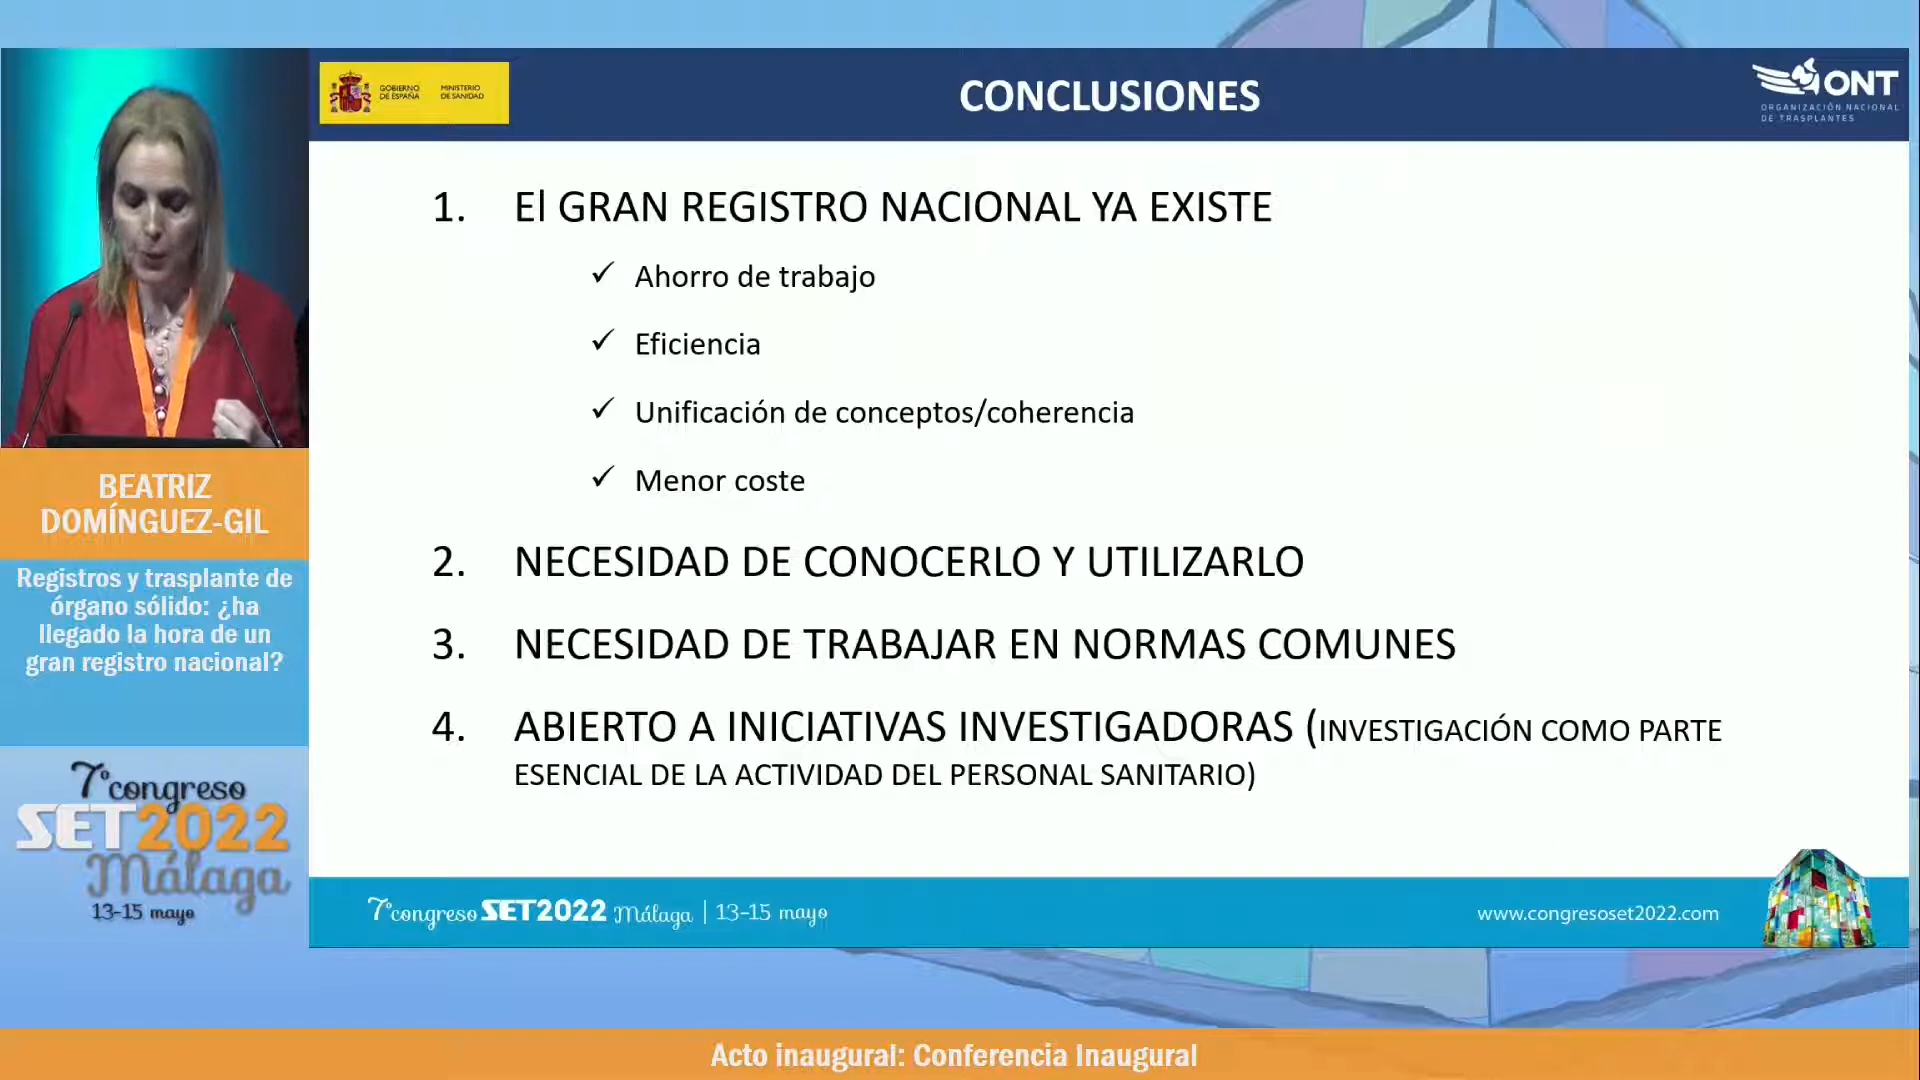 GOBIERNO
DE ESPAÑA
MINISTERIO
DE SANIDAD
CONCLUSIONES
ONT
ORGANIZACIÓN NACIONAL
DE TRASPLANTES
1. El GRAN REGISTRO NACIONAL YA EXISTE
✓ Ahorro de trabajo
✓ Eficiencia
✓ Unificación de conceptos/coherencia
✓ Menor coste
2. NECESIDAD DE CONOCERLO Y UTILIZARLO
3. NECESIDAD DE TRABAJAR EN NORMAS COMUNES
4. ABIERTO A INICIATIVAS INVESTIGADORAS (INVESTIGACIÓN COMO PARTE
ESENCIAL DE LA ACTIVIDAD DEL PERSONAL SANITARIO)
BEATRIZ
DOMÍNGUEZ-GIL
Registros y trasplante de
órgano sólido: ¿ha
llegado la hora de un
gran registro nacional?
7º congreso
SET2022
Málaga
13-15 mayo
7º congreso SET2022 Málaga | 13-15 mayo
www.congresoset2022.com
Acto inaugural: Conferencia Inaugural